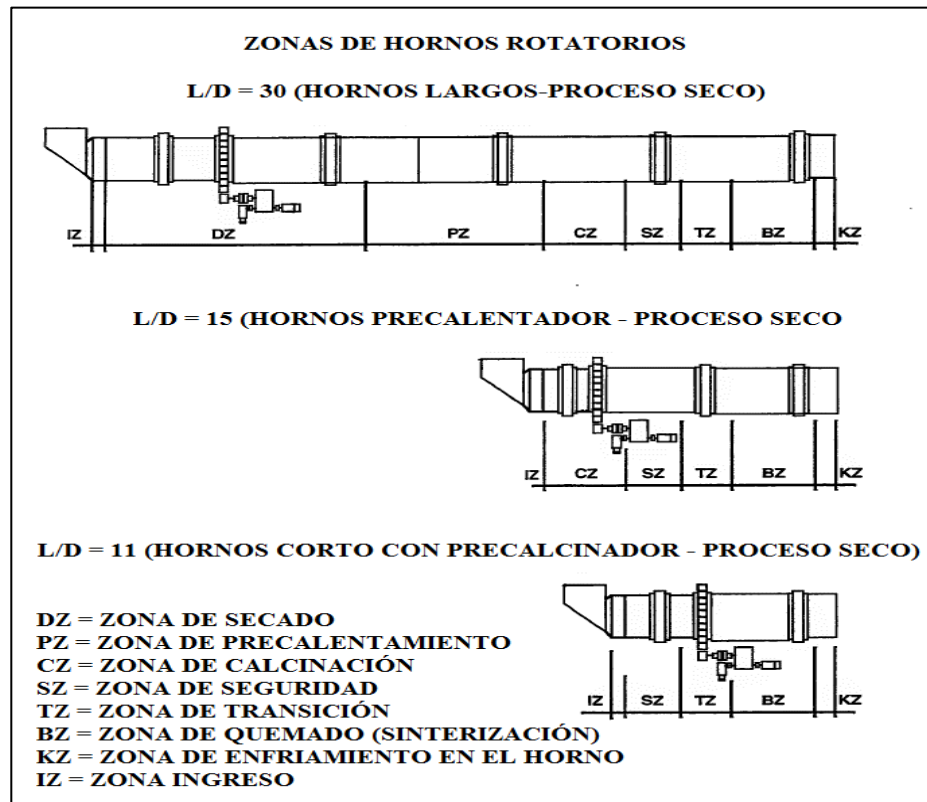 ZONAS DE HORNOS ROTATORIOS
L/D = 30 (HORNOS LARGOS-PROCESO SECO)
IZ DZ PZ CZ SZ TZ BZ KZ
L/D = 15 (HORNOS PRECALENTADOR - PROCESO SECO
IZ CZ SZ TZ BZ KZ
L/D = 11 (HORNOS CORTO CON PRECALCINADOR - PROCESO SECO)
IZ SZ TZ BZ KZ
DZ = ZONA DE SECADO
PZ = ZONA DE PRECALENTAMIENTO
CZ = ZONA DE CALCINACIÓN
SZ = ZONA DE SEGURIDAD
TZ = ZONA DE TRANSICIÓN
BZ = ZONA DE QUEMADO (SINTERIZACIÓN)
KZ = ZONA DE ENFRIAMIENTO EN EL HORNO
IZ = ZONA INGRESO